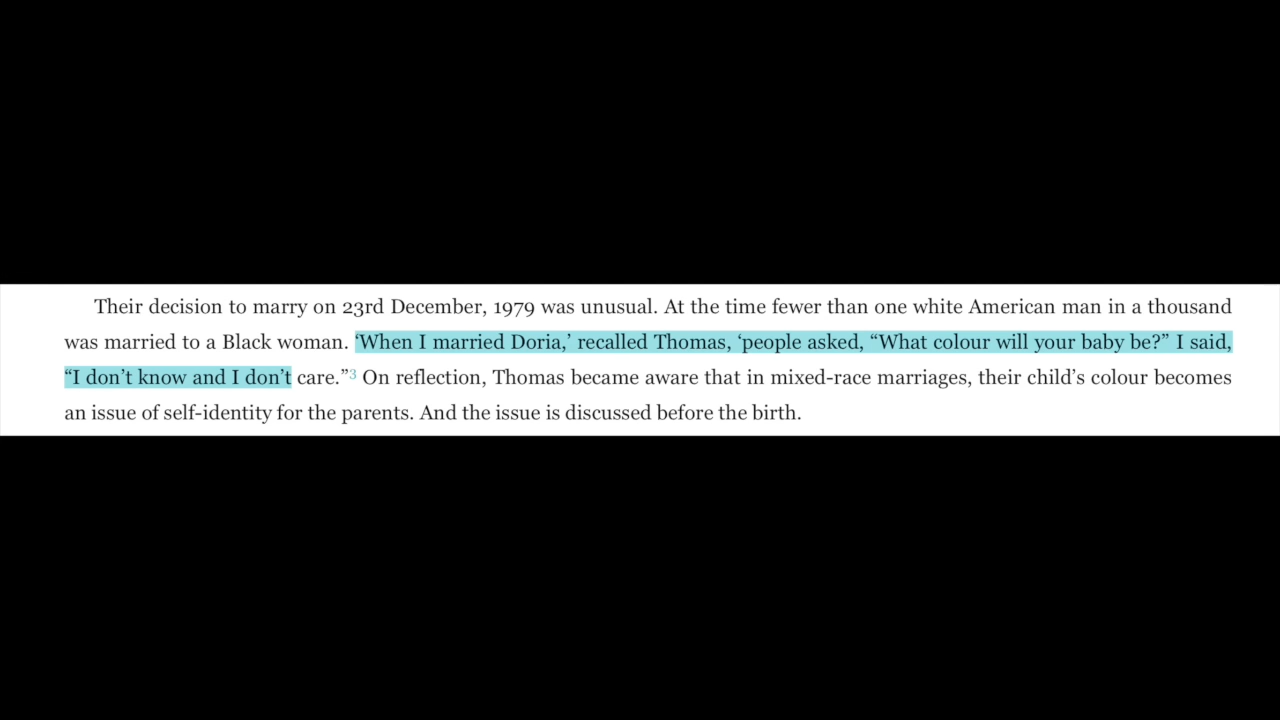 Their decision to marry on 23rd December, 1979 was unusual. At the time fewer than one white American man in a thousand
was married to a Black woman. ‘When I married Doria,’ recalled Thomas, ‘people asked, “What colour will your baby be?” I said,
“I don’t know and I don’t care.”3 On reflection, Thomas became aware that in mixed-race marriages, their child’s colour becomes
an issue of self-identity for the parents. And the issue is discussed before the birth.